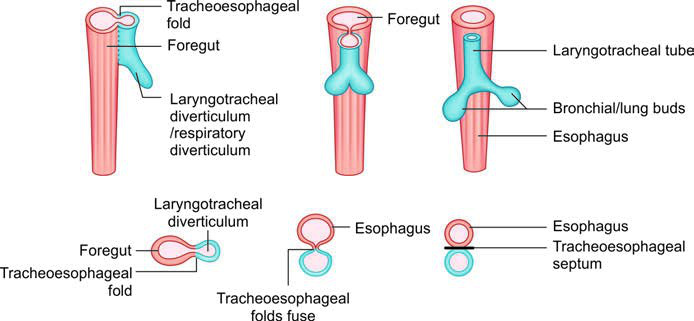 Tracheoesophageal
fold
Foregut
Laryngotracheal
diverticulum
/respiratory
diverticulum
Foregut
Laryngotracheal tube
Bronchial/lung buds
Esophagus
Laryngotracheal
diverticulum
Foregut
Tracheoesophageal
fold
Esophagus
Tracheoesophageal
folds fuse
Esophagus
Tracheoesophageal
septum